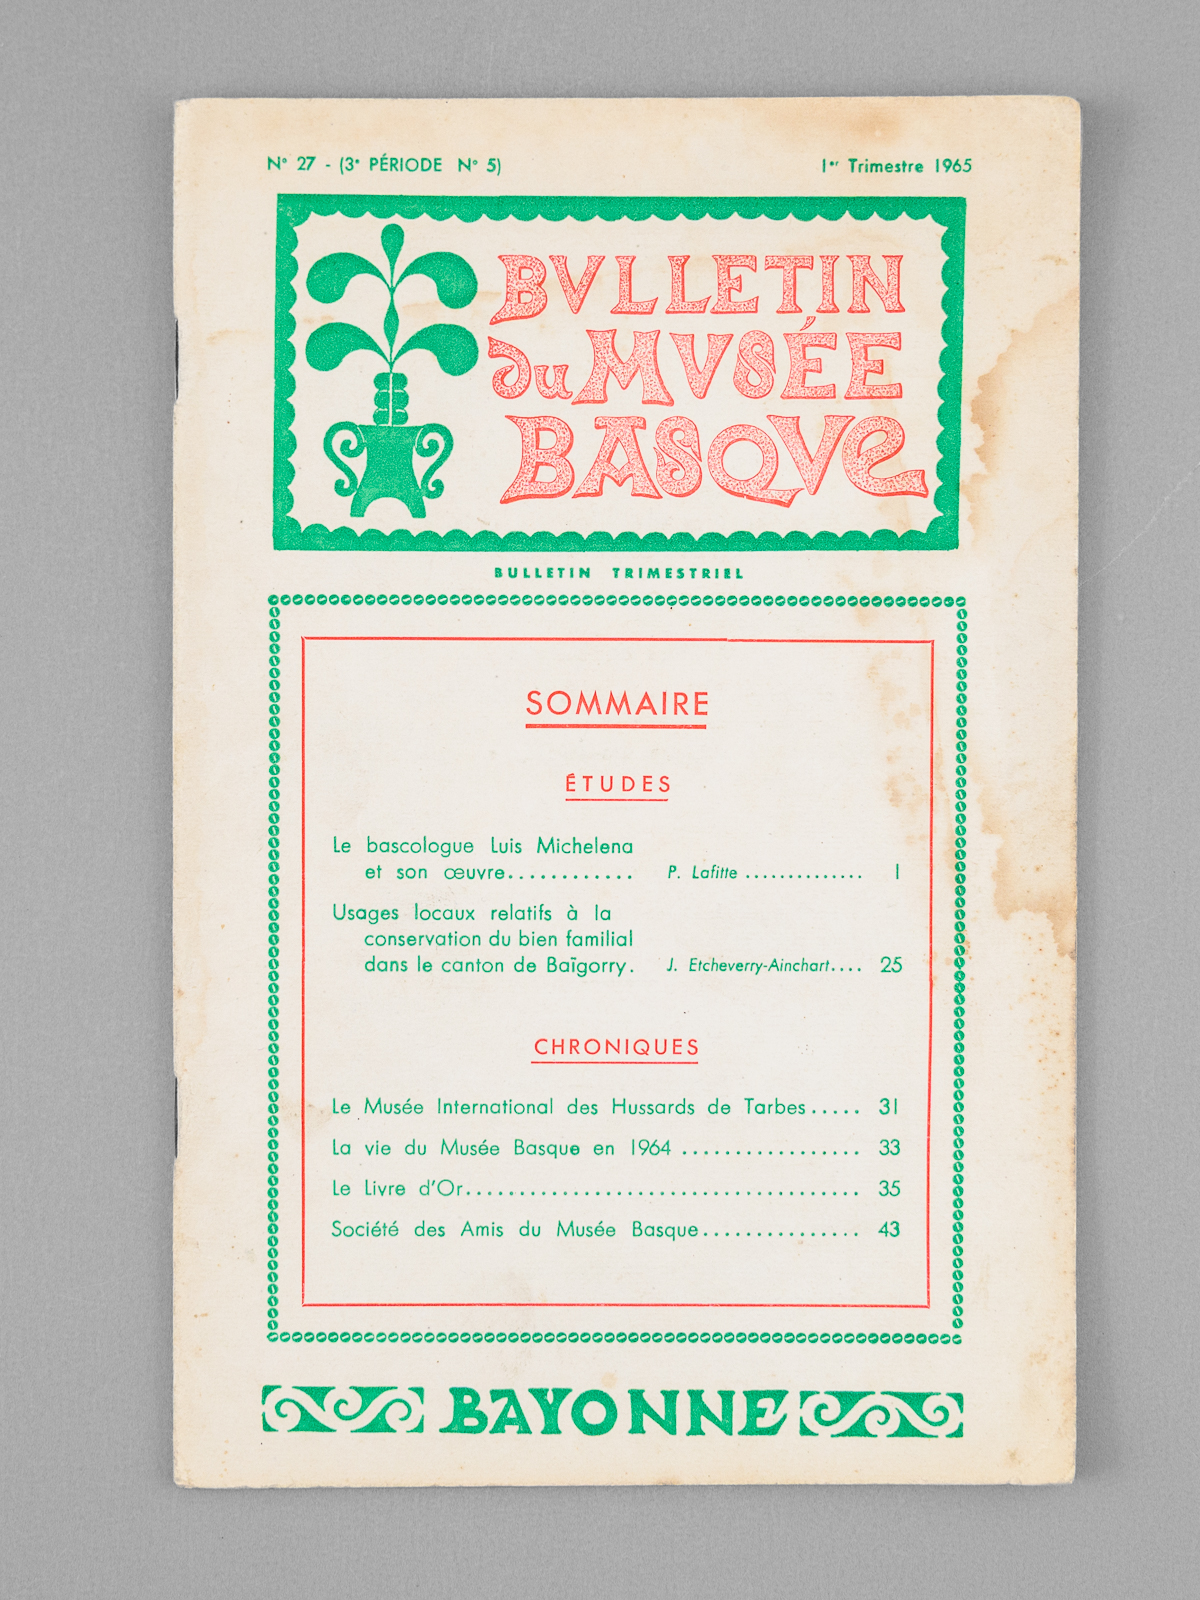 N° 27 - (3e PÉRIODE N° 5)
1er Trimestre 1965
BVLLETIN
du MVSÉE
BASQVe
BULLETIN TRIMESTRIEL
SOMMAIRE
ÉTUDES
Le bascologue Luis Michelena
et son œuvre............ P. Lafitte .............. 1
Usages locaux relatifs à la
conservation du bien familial
dans le canton de Baïgorry. J. Etcheverry-Ainchart.... 25
CHRONIQUES
Le Musée International des Hussards de Tarbes..... 31
La vie du Musée Basque en 1964 ................. 33
Le Livre d'Or..................................... 35
Société des Amis du Musée Basque............... 43
BAYONNE